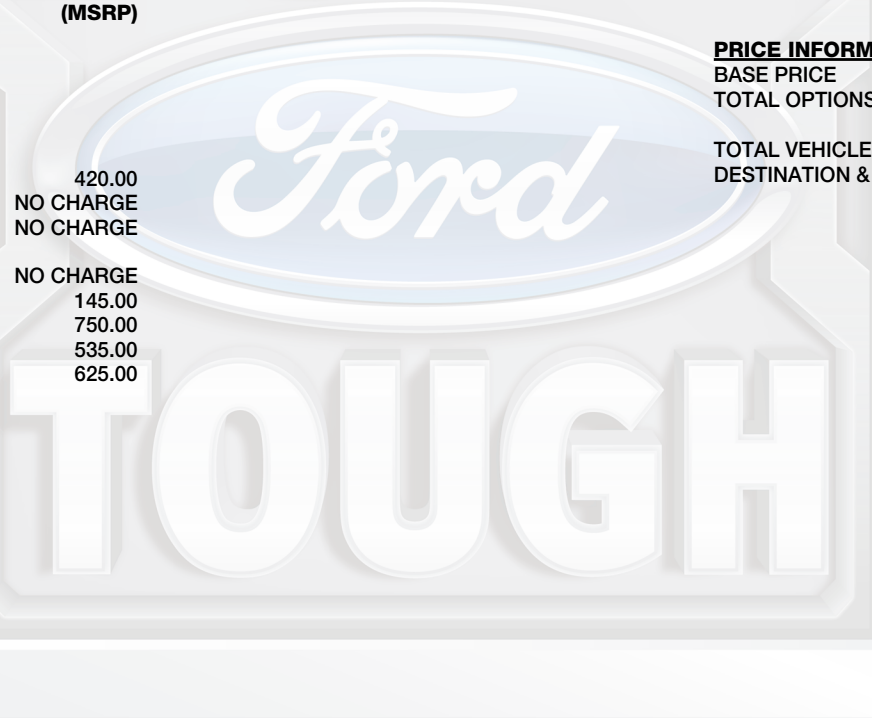 (MSRP)
420.00
NO CHARGE
NO CHARGE
NO CHARGE
145.00
750.00
535.00
625.00
PRICE INFORM
BASE PRICE
TOTAL OPTIONS
TOTAL VEHICLE
DESTINATION &
Ford
TOUGH